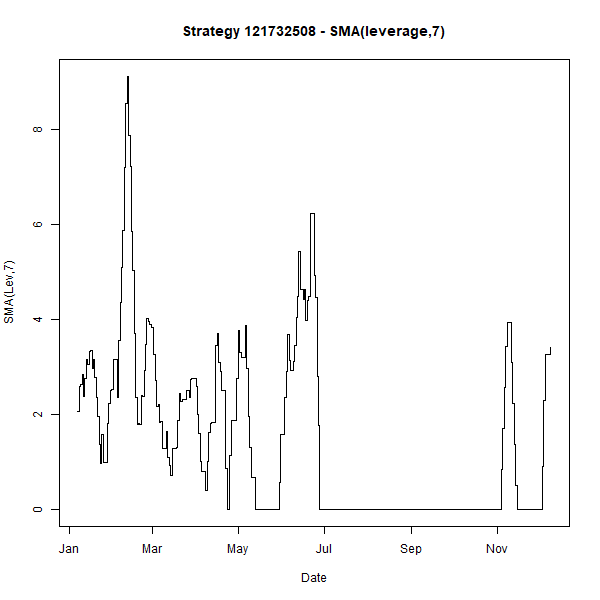 Strategy 121732508 - SMA(leverage,7)
SMA(Lev,7)
8
6
4
2
0
Jan Mar May Jul Sep Nov
Date